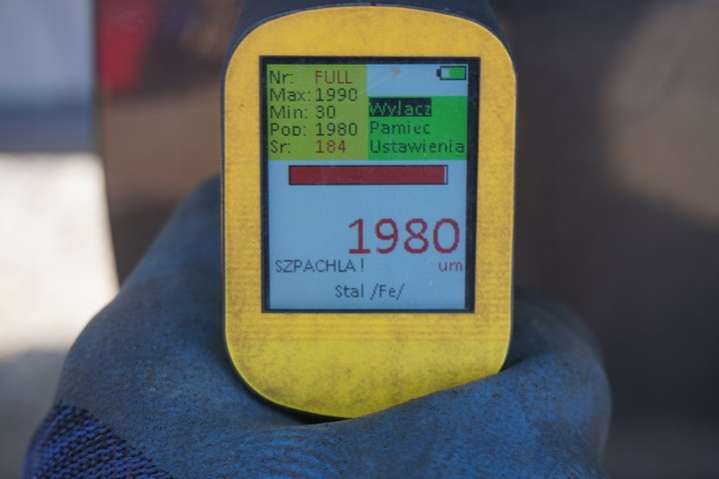 Nr: FULL
Max: 1990
Min: 30
Pop: 1980
Sr: 184
Wylacz
Pamiec
Ustawienia
1980
SZPACHLA! um
Stal /Fe/